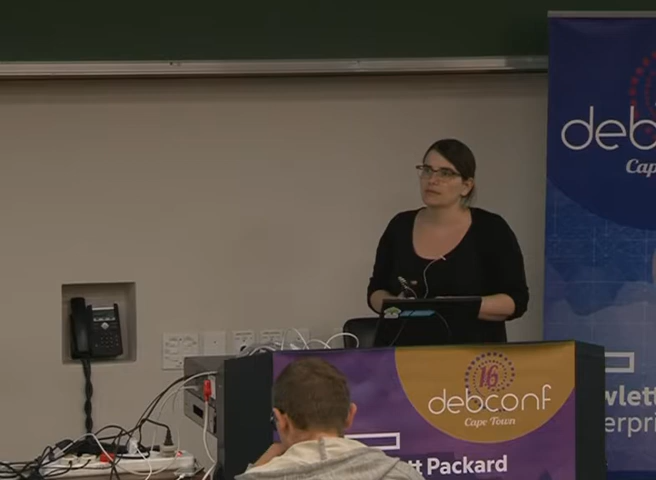 deb
Cap
wlett
erpri
16
debconf
Cape Town
tt Packard